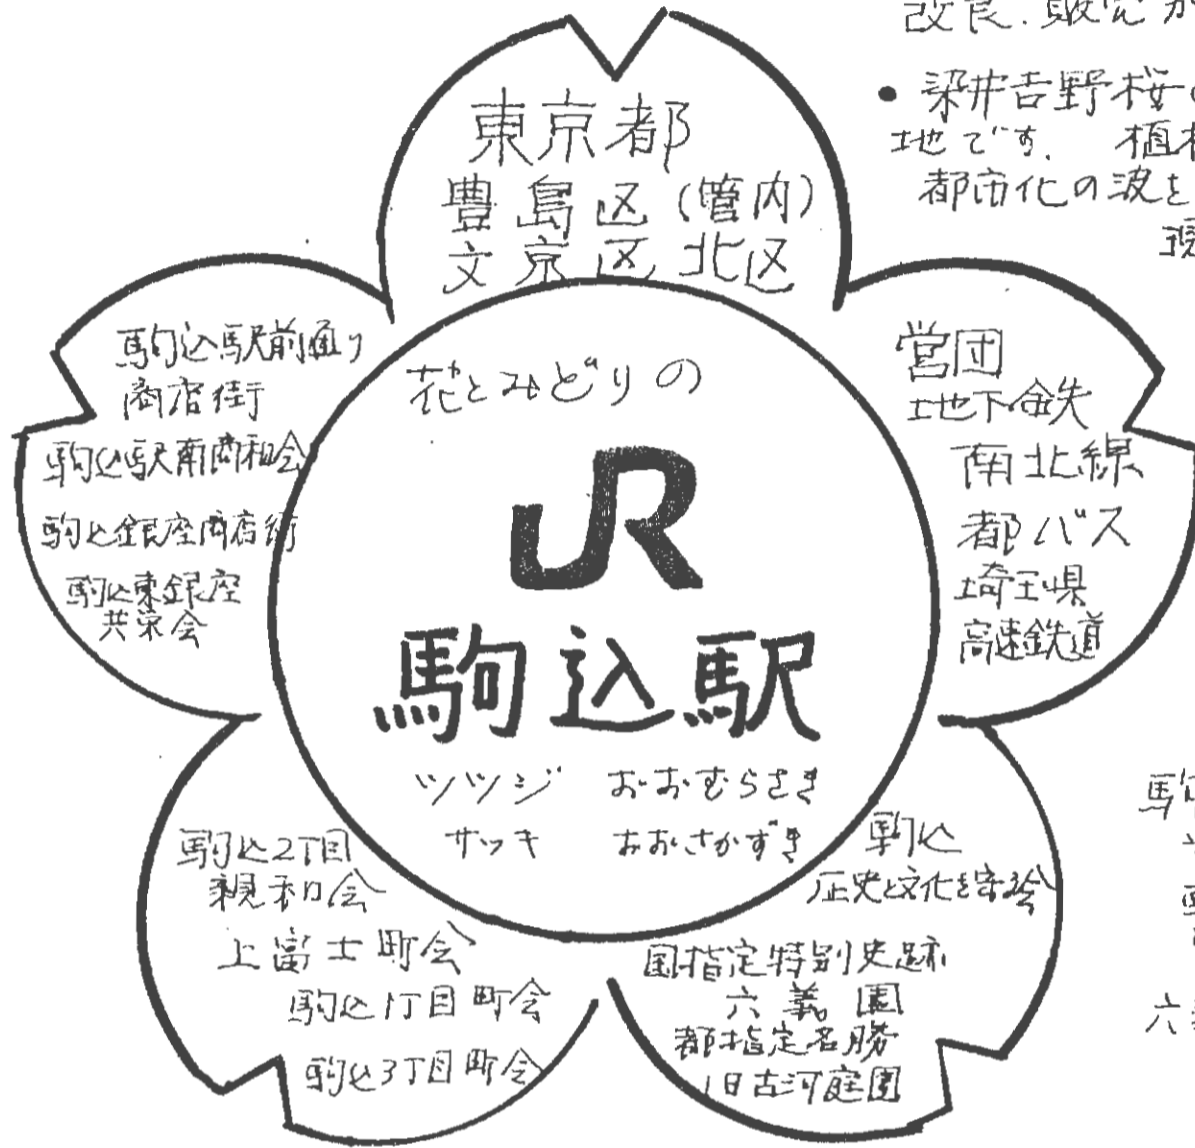 改良．販売が
• 染井吉野桜の
地です． 植木
都市化の波を
東京都
豊島区（管内）
文京区 北区
駒込駅前通り
商店街
駒込駅南商和会
駒込銀座商店街
駒込東銀座
共栄会
花とみどりの
JR
駒込駅
ツツジ おおむらさき
サツキ おおさかずき
営団
地下鉄
南北線
都バス
埼玉県
高速鉄道
駒込2丁目
親和会
上富士町会
駒込1丁目町会
駒込3丁目町会
駒込
歴史と文化を守る会
国指定特別史跡
六義園
都指定名勝
旧古河庭園
駒
六義